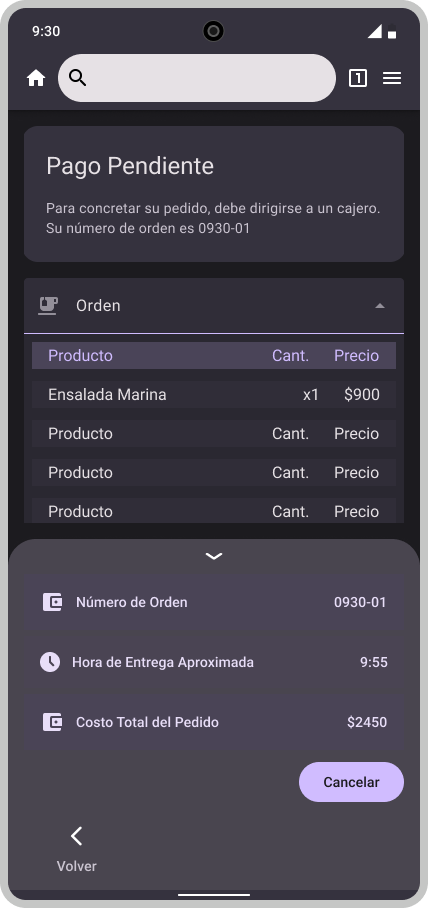 9:30
1
Pago Pendiente
Para concretar su pedido, debe dirigirse a un cajero.
Su número de orden es 0930-01
Orden
Producto Cant. Precio
Ensalada Marina x1 $900
Producto Cant. Precio
Producto Cant. Precio
Producto Cant. Precio
Número de Orden 0930-01
Hora de Entrega Aproximada 9:55
Costo Total del Pedido $2450
Cancelar
Volver